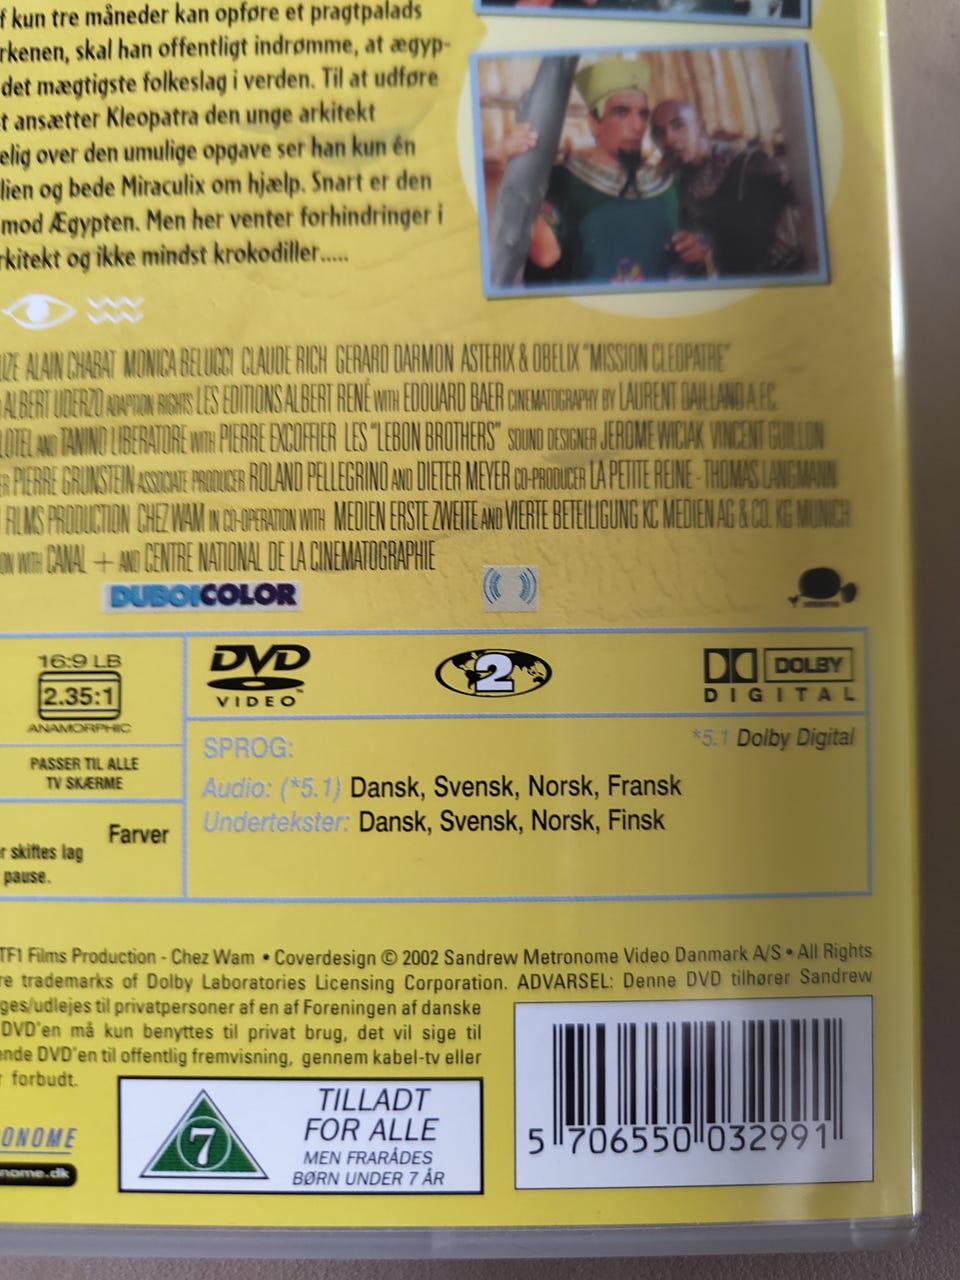 f kun tre måneder kan opføre et pragtpalads
rkenen, skal han offentligt indrømme, at ægyp-
det mægtigste folkeslag i verden. Til at udføre
t ansætter Kleopatra den unge arkitekt
elig over den umulige opgave ser han kun én
lien og bede Miraculix om hjælp. Snart er den
mod Ægypten. Men her venter forhindringer i
rkitekt og ikke mindst krokodiller.....
UZE ALAIN CHABAT MONICA BELUCCI CLAUDE RICH GERARD DARMON ASTERIX & OBELIX "MISSION CLEOPATRE"
ALBERT UDERZO ADAPTION RIGHTS LES EDITIONS ALBERT RENÉ WITH EDOUARD BAER CINEMATOGRAPHY BY LAURENT DAILLAND A.F.C.
LOTEL AND TANINO LIBERATORE WITH PIERRE EXCOFFIER LES "LEBON BROTHERS" SOUND DESIGNER JEROME WICIAK VINCENT GUILLON
ER PIERRE GRUNSTEIN ASSOCIATE PRODUCER ROLAND PELLEGRINO AND DIETER MEYER CO-PRODUCER LA PETITE REINE - THOMAS LANGMANN
FILMS PRODUCTION CHEZ WAM IN CO-OPERATION WITH MEDIEN ERSTE ZWEITE AND VIERTE BETEILIGUNG KC MEDIEN AG & CO. KG MUNICH
ON WITH CANAL + AND CENTRE NATIONAL DE LA CINEMATOGRAPHIE
DUBOICOLOR
16:9 LB
2.35:1
ANAMORPHIC
PASSER TIL ALLE
TV SKÆRME
Farver
r skiftes lag
pause.
DVD
VIDEO
2
DOLBY
DIGITAL
SPROG:
*5.1 Dolby Digital
Audio: (*5.1) Dansk, Svensk, Norsk, Fransk
Undertekster: Dansk, Svensk, Norsk, Finsk
TF1 Films Production - Chez Wam • Coverdesign © 2002 Sandrew Metronome Video Danmark A/S • All Rights
re trademarks of Dolby Laboratories Licensing Corporation. ADVARSEL: Denne DVD tilhører Sandrew
ges/udlejes til privatpersoner af en af Foreningen af danske
DVD'en må kun benyttes til privat brug, det vil sige til
ende DVD'en til offentlig fremvisning, gennem kabel-tv eller
r forbudt.
ONOME
nome.dk
7
TILLADT
FOR ALLE
MEN FRARÅDES
BØRN UNDER 7 ÅR
5 706550 032991